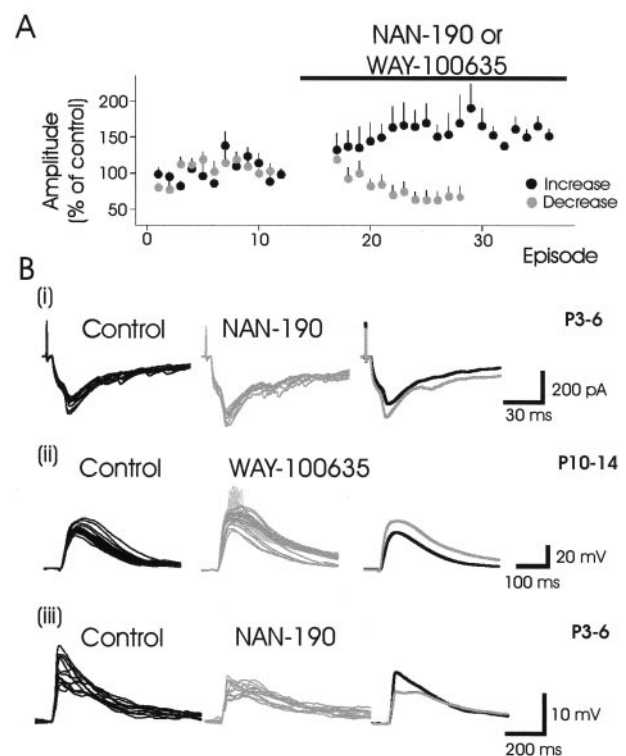 A
NAN-190 or
WAY-100635
Amplitude
(% of control)
200
150
100
50
Increase
Decrease
0 10 20 30
Episode
B
(i)
Control NAN-190 P3-6
200 pA
30 ms
(ii)
Control WAY-100635 P10-14
20 mV
100 ms
(iii)
Control NAN-190 P3-6
10 mV
200 ms